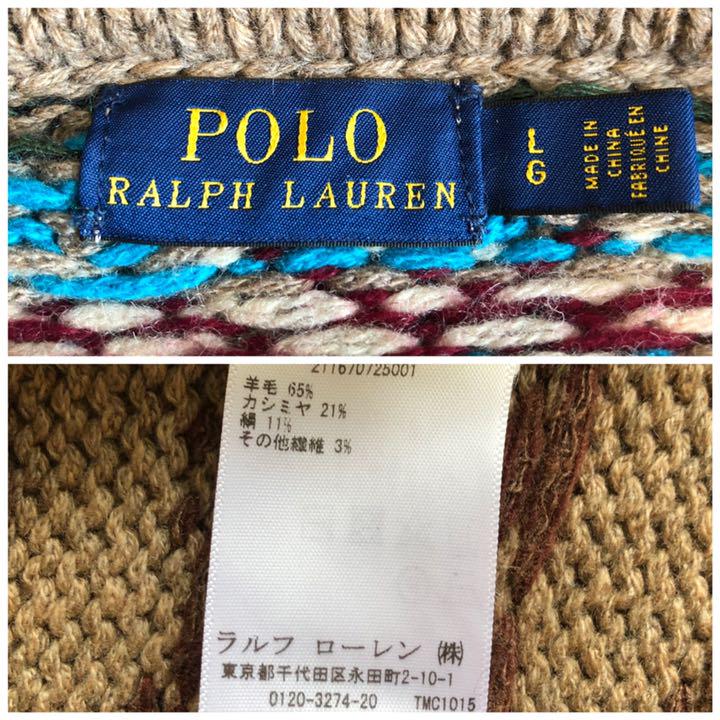 POLO
RALPH LAUREN
LG
MADE IN
CHINA
FABRIQUÉ EN
CHINE
211670725001
羊毛 65%
カシミヤ 21%
絹 11%
その他繊維 3%
ラルフ ローレン ㈱
東京都千代田区永田町2-10-1
0120-3274-20 TMC1015